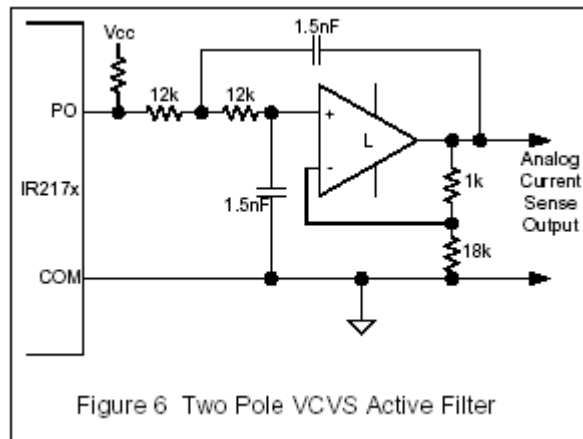 1.5nF
Vcc
12k
12k
PO
+
L
-
Analog
Current
Sense
Output
1k
IR217x
1.5nF
18k
COM
Figure 6 Two Pole VCVS Active Filter